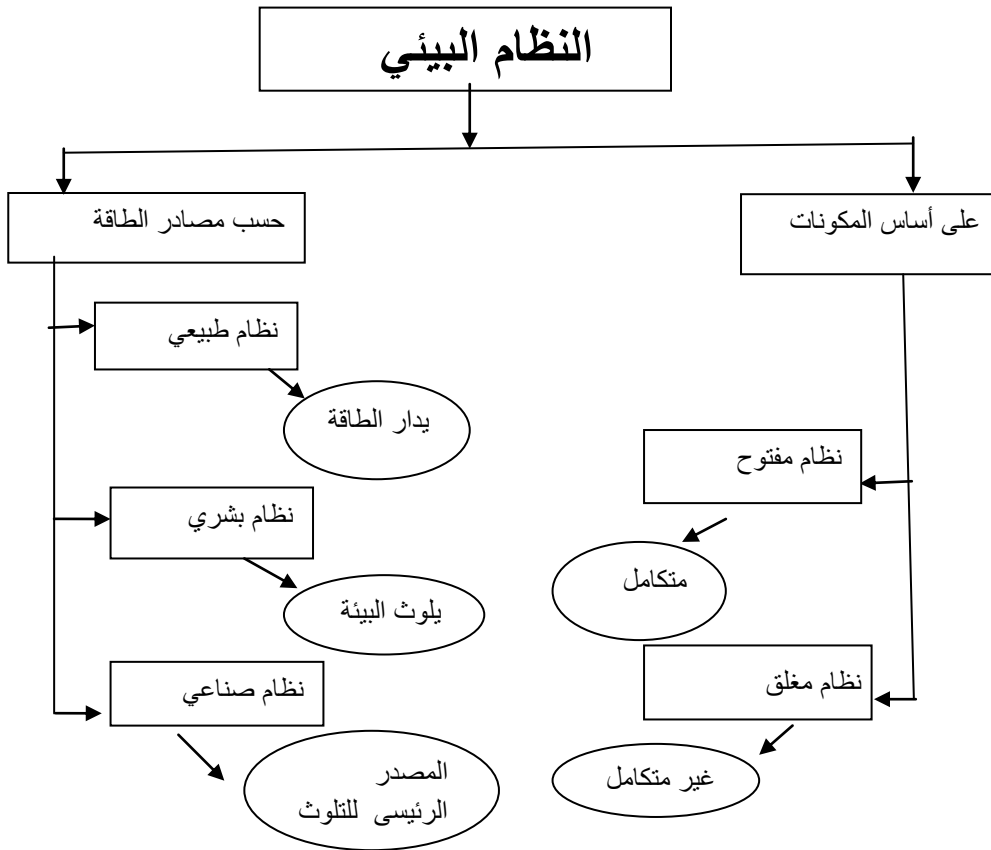 النظام البيئي
على أساس المكونات
حسب مصادر الطاقة
نظام طبيعي
يدار الطاقة
نظام مفتوح
نظام بشري
متكامل
يلوث البيئة
نظام مغلق
نظام صناعي
غير متكامل
المصدر
الرئيسى للتلوث